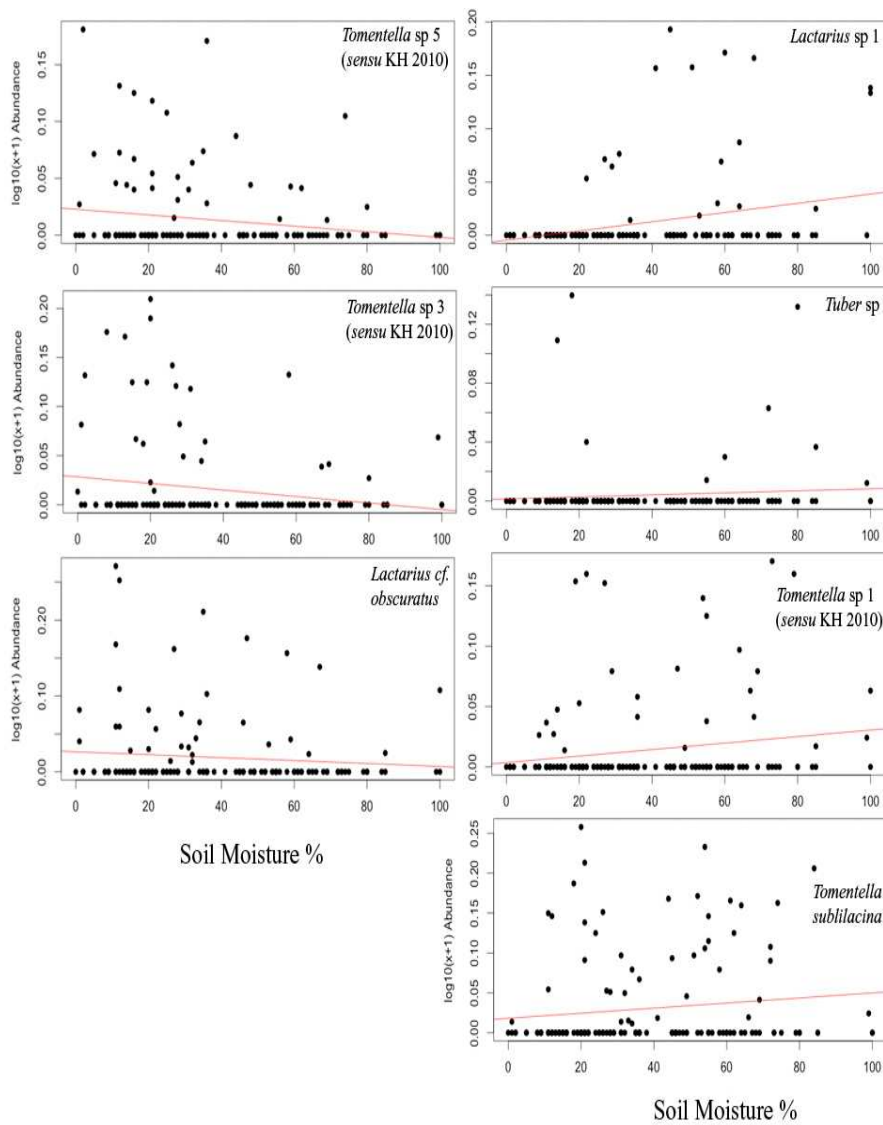 Tomentella sp 5
(sensu KH 2010)
log10(x+1) Abundance
0.00 0.05 0.10 0.15
0 20 40 60 80 100
Lactarius sp 1
0.00 0.05 0.10 0.15 0.20
0 20 40 60 80 100
Tomentella sp 3
(sensu KH 2010)
log10(x+1) Abundance
0.00 0.05 0.10 0.15 0.20
0 20 40 60 80 100
Tuber sp
0.00 0.04 0.08 0.12
0 20 40 60 80 100
Lactarius cf.
obscuratus
log10(x+1) Abundance
0.00 0.10 0.20
0 20 40 60 80 100
Soil Moisture %
Tomentella sp 1
(sensu KH 2010)
0.00 0.05 0.10 0.15
0 20 40 60 80 100
Tomentella
sublilacina
log10(x+1) Abundance
0.00 0.05 0.10 0.15 0.20 0.25
0 20 40 60 80 100
Soil Moisture %